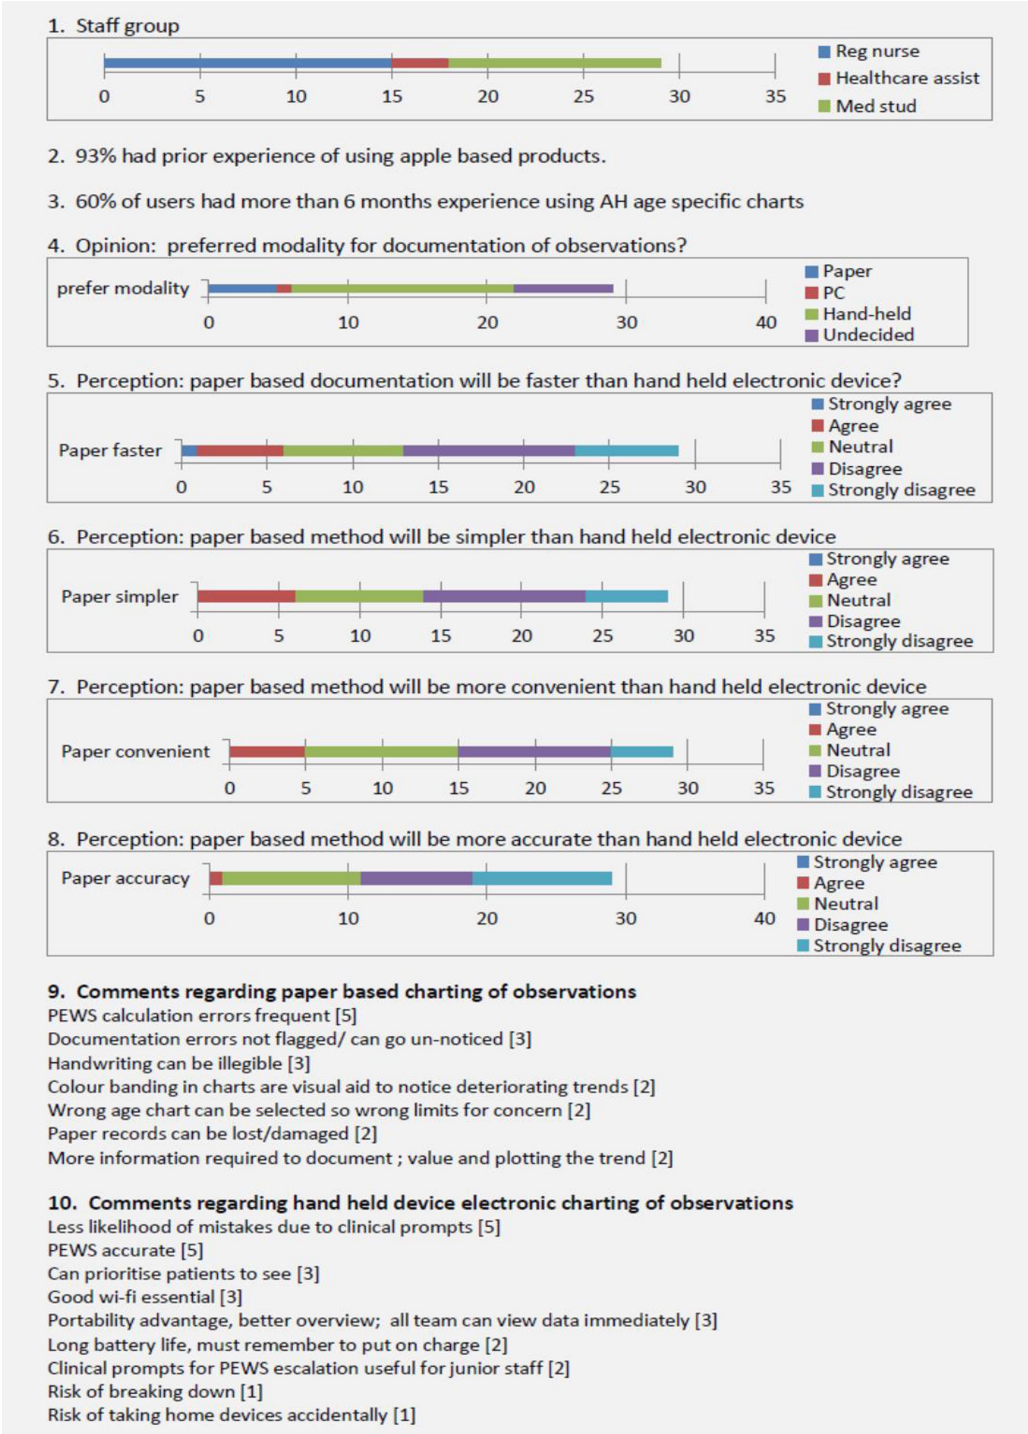 1. Staff group
Reg nurse
Healthcare assist
Med stud
0 5 10 15 20 25 30 35
2. 93% had prior experience of using apple based products.
3. 60% of users had more than 6 months experience using AH age specific charts
4. Opinion: preferred modality for documentation of observations?
prefer modality
Paper
PC
Hand-held
Undecided
0 10 20 30 40
5. Perception: paper based documentation will be faster than hand held electronic device?
Paper faster
Strongly agree
Agree
Neutral
Disagree
Strongly disagree
0 5 10 15 20 25 30 35
6. Perception: paper based method will be simpler than hand held electronic device
Paper simpler
Strongly agree
Agree
Neutral
Disagree
Strongly disagree
0 5 10 15 20 25 30 35
7. Perception: paper based method will be more convenient than hand held electronic device
Paper convenient
Strongly agree
Agree
Neutral
Disagree
Strongly disagree
0 5 10 15 20 25 30 35
8. Perception: paper based method will be more accurate than hand held electronic device
Paper accuracy
Strongly agree
Agree
Neutral
Disagree
Strongly disagree
0 10 20 30 40
9. Comments regarding paper based charting of observations
PEWS calculation errors frequent [5]
Documentation errors not flagged/ can go un-noticed [3]
Handwriting can be illegible [3]
Colour banding in charts are visual aid to notice deteriorating trends [2]
Wrong age chart can be selected so wrong limits for concern [2]
Paper records can be lost/damaged [2]
More information required to document ; value and plotting the trend [2]
10. Comments regarding hand held device electronic charting of observations
Less likelihood of mistakes due to clinical prompts [5]
PEWS accurate [5]
Can prioritise patients to see [3]
Good wi-fi essential [3]
Portability advantage, better overview; all team can view data immediately [3]
Long battery life, must remember to put on charge [2]
Clinical prompts for PEWS escalation useful for junior staff [2]
Risk of breaking down [1]
Risk of taking home devices accidentally [1]